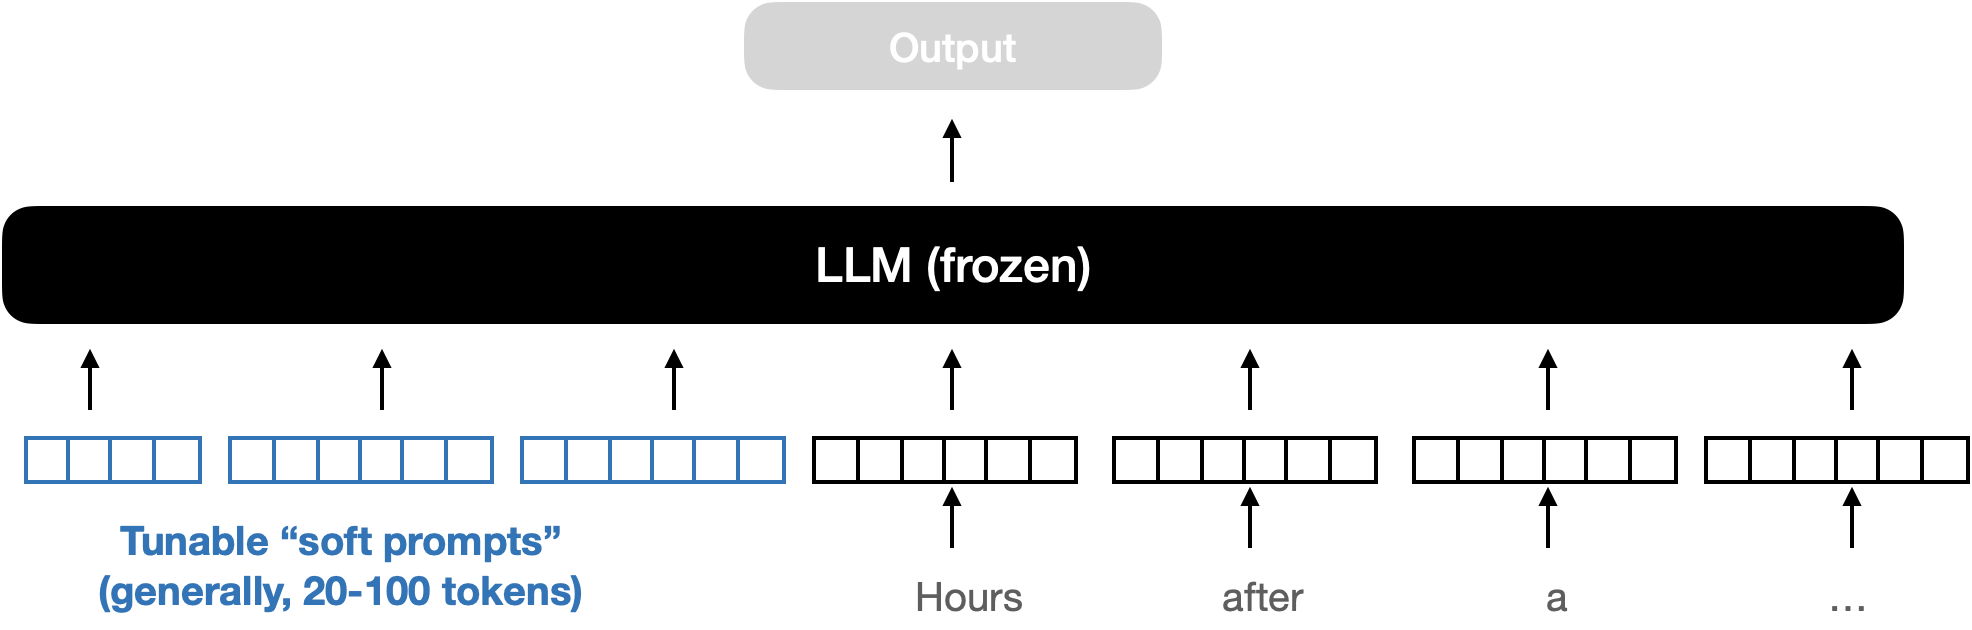 Output
LLM (frozen)
Tunable “soft prompts”
(generally, 20-100 tokens)
Hours after a …